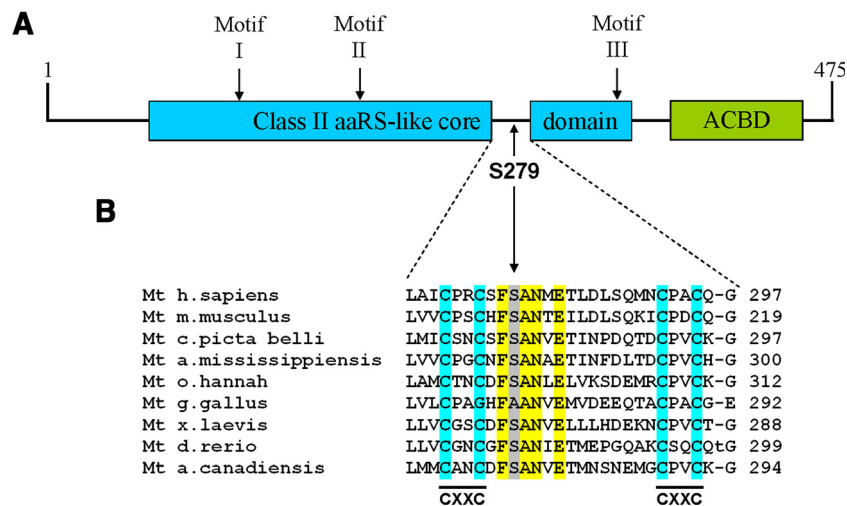 A
Motif
I
Motif
II
Motif
III
1
475
Class II aaRS-like core
domain
ACBD
S279
B
Mt h.sapiens LAICPRCSFSANMETLDLSQMNCPACQ-G 297
Mt m.musculus LVVCPSCHFSANTEILDLSQKICPDCQ-G 219
Mt c.picta belli LMICSNCSFSANVETINPDQTDCPVCK-G 297
Mt a.mississippiensis LVVCPGCNFSANAETINFDLTDCPVCH-G 300
Mt o.hannah LAMCTNCDFSANLELVKSDEMRCPVCK-G 312
Mt g.gallus LVLCPAGHFAANVEMVDEEQTACPACG-E 292
Mt x.laevis LLVCGSCDFSANVELLLHDEKNCPVCT-G 288
Mt d.rerio LLVCGNCGFSANIETMEPGQAKCSQCQtG 299
Mt a.canadiensis LMMCANCDFSANVETMNSNEMGCPVCK-G 294
CXXC CXXC